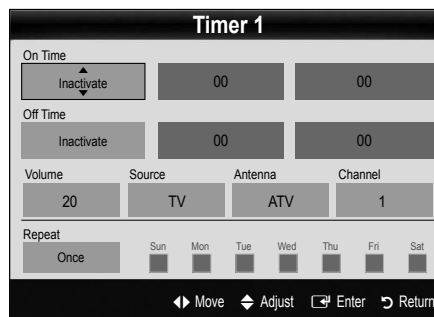 Timer 1
On Time
Inactivate 00 00
Off Time
Inactivate 00 00
Volume Source Antenna Channel
20 TV ATV 1
Repeat
Once Sun Mon Tue Wed Thu Fri Sat
Move Adjust Enter Return